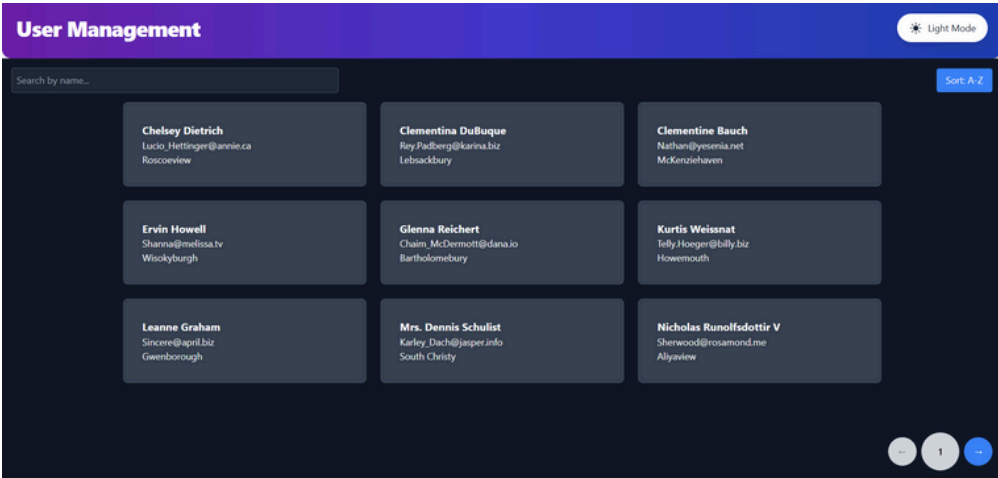 User Management
Light Mode
Search by name...
Sort: A-Z
Chelsey Dietrich
Lucio_Hettinger@annie.ca
Roscoeview
Clementina DuBuque
Rey.Padberg@karina.biz
Lebsackbury
Clementine Bauch
Nathan@yesenia.net
McKenziehaven
Ervin Howell
Shanna@melissa.tv
Wisokyburgh
Glenna Reichert
Chaim_McDermott@dana.io
Bartholomebury
Kurtis Weissnat
Telly.Hoeger@billy.biz
Howemouth
Leanne Graham
Sincere@april.biz
Gwenborough
Mrs. Dennis Schulist
Karley_Dach@jasper.info
South Christy
Nicholas Runolfsdottir V
Sherwood@rosamond.me
Aliyaview
← 1 →